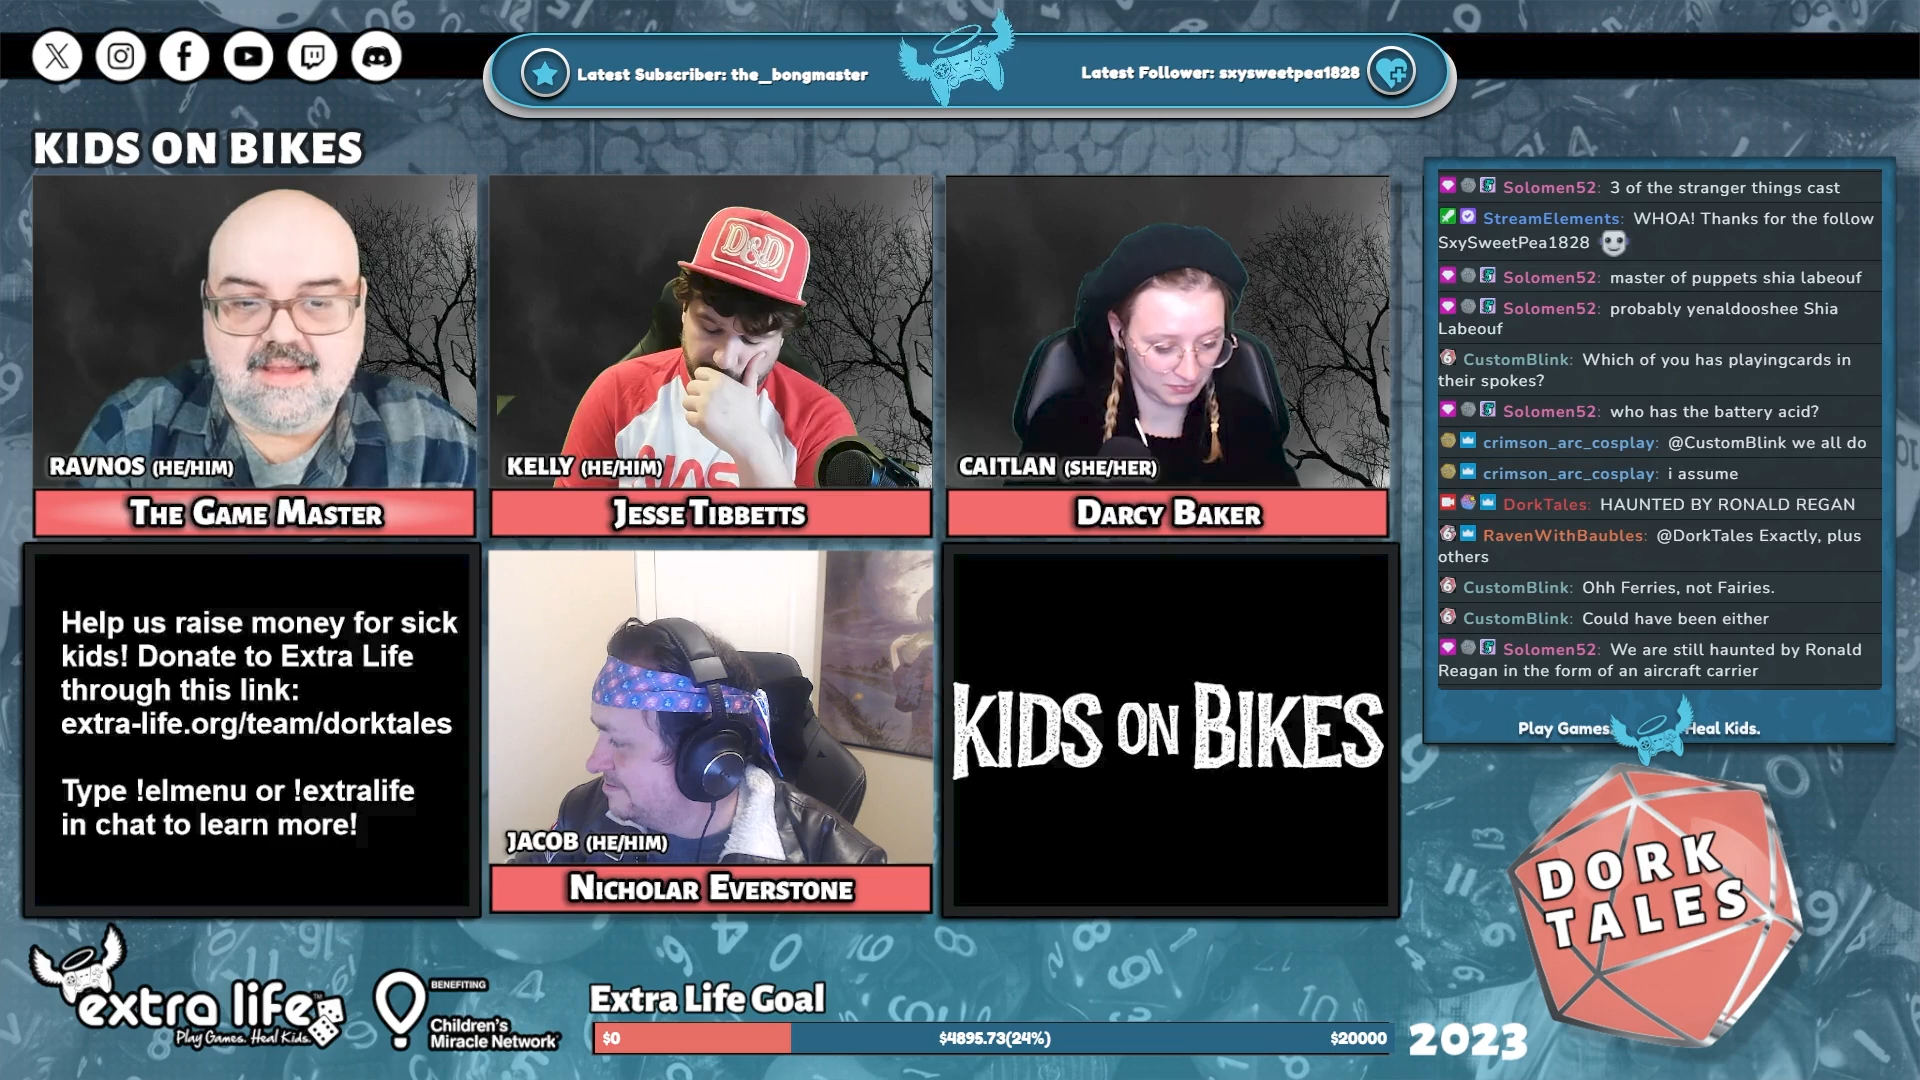 Latest Subscriber: the_bongmaster
Latest Follower: sxysweetpea1828
KIDS ON BIKES
D&D
RAVNOS (HE/HIM)
THE GAME MASTER
KELLY (HE/HIM)
JESSE TIBBETTS
CAITLAN (SHE/HER)
DARCY BAKER
Help us raise money for sick
kids! Donate to Extra Life
through this link:
extra-life.org/team/dorktales
Type !elmenu or !extralife
in chat to learn more!
JACOB (HE/HIM)
NICHOLAR EVERSTONE
KIDS ON BIKES
Solomen52: 3 of the stranger things cast
StreamElements: WHOA! Thanks for the follow
SxySweetPea1828
Solomen52: master of puppets shia labeouf
Solomen52: probably yenaldooshee Shia
Labeouf
CustomBlink: Which of you has playingcards in
their spokes?
Solomen52: who has the battery acid?
crimson_arc_cosplay: @CustomBlink we all do
crimson_arc_cosplay: i assume
DorkTales: HAUNTED BY RONALD REGAN
RavenWithBaubles: @DorkTales Exactly, plus
others
CustomBlink: Ohh Ferries, not Fairies.
CustomBlink: Could have been either
Solomen52: We are still haunted by Ronald
Reagan in the form of an aircraft carrier
Play Games. Heal Kids.
DORK
TALES
extra life
Play Games. Heal Kids.
BENEFITING
Children's
Miracle Network
Extra Life Goal
$0
$4895.73(24%)
$20000
2023